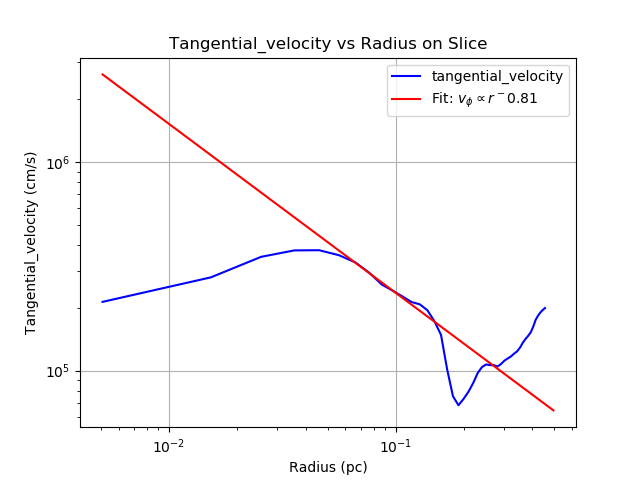 Tangential_velocity vs Radius on Slice
tangential_velocity
Fit: $v_\phi \propto r^-0.81$
Tangential_velocity (cm/s)
10^6
10^5
10^-2
10^-1
Radius (pc)